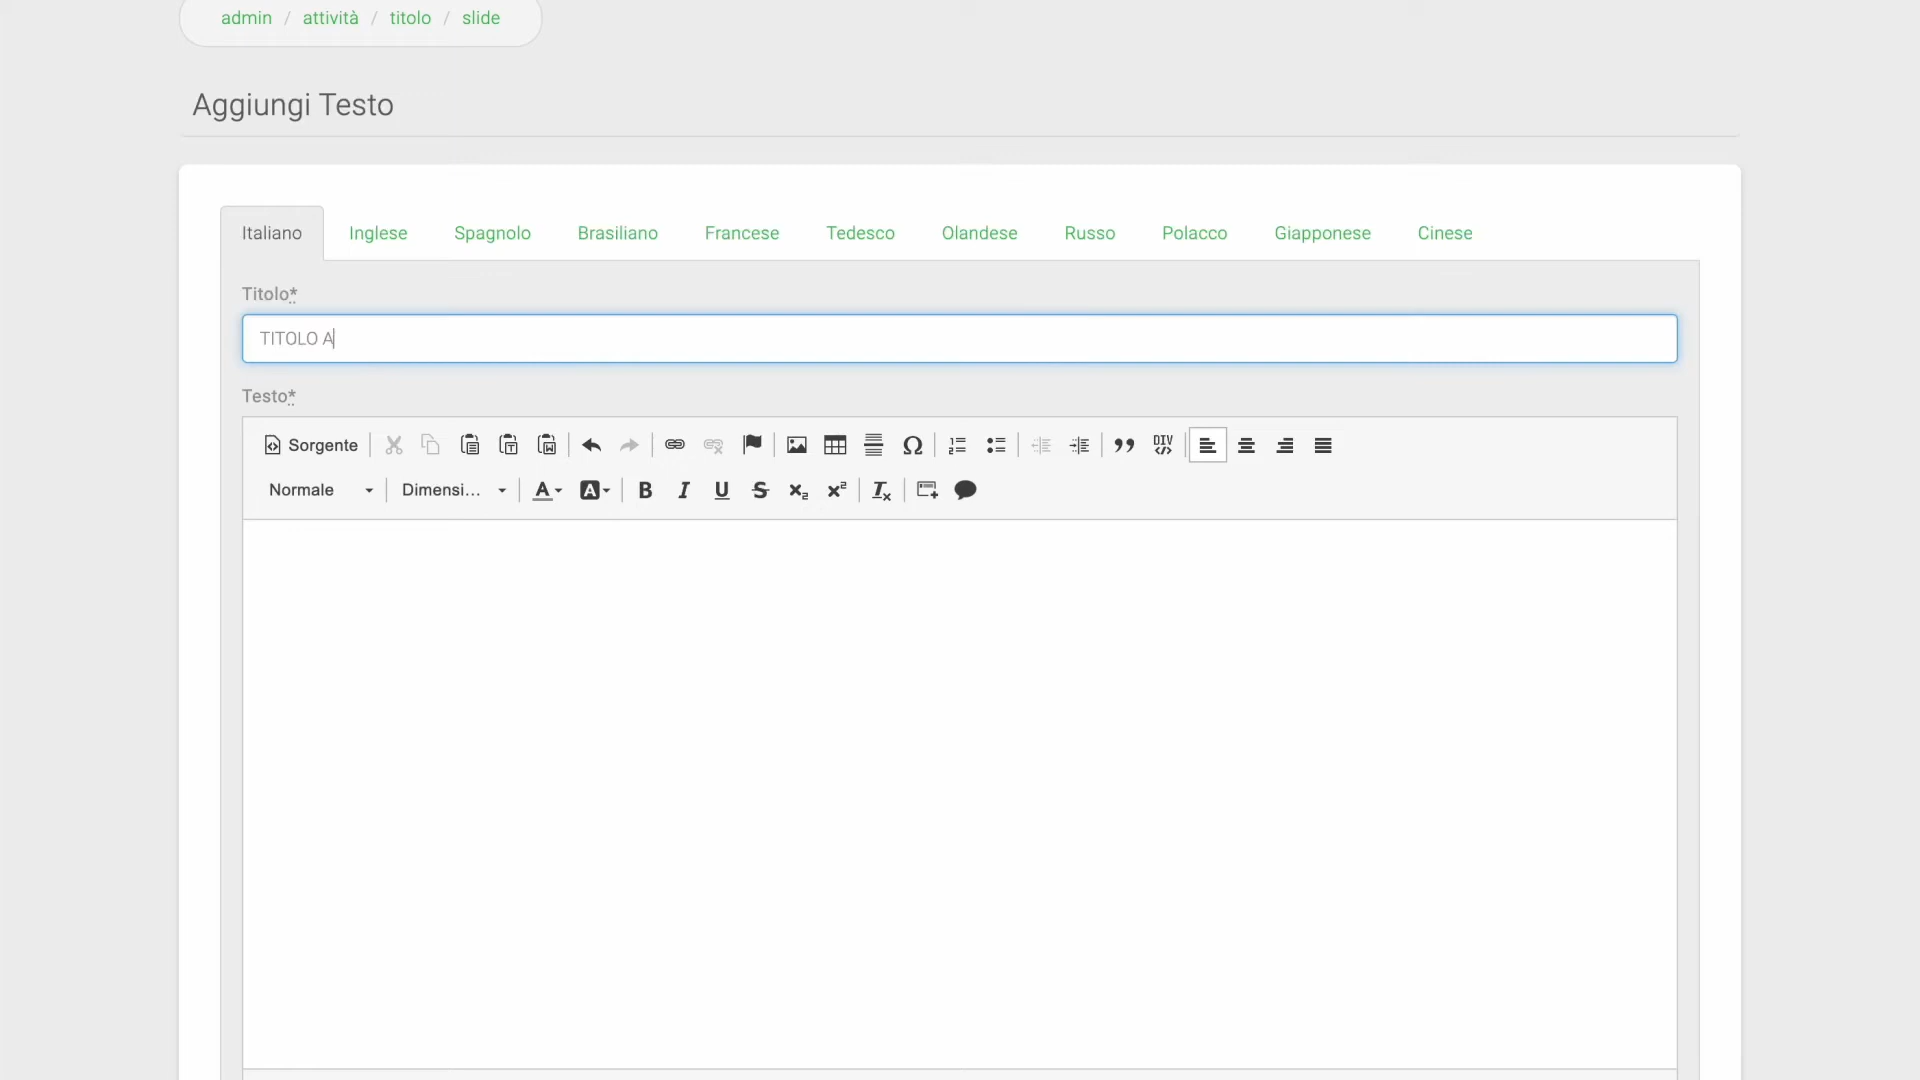 admin / attività / titolo / slide
Aggiungi Testo
Italiano Inglese Spagnolo Brasiliano Francese Tedesco Olandese Russo Polacco Giapponese Cinese
Titolo*
TITOLO A
Testo*
Sorgente
Normale Dimensi...